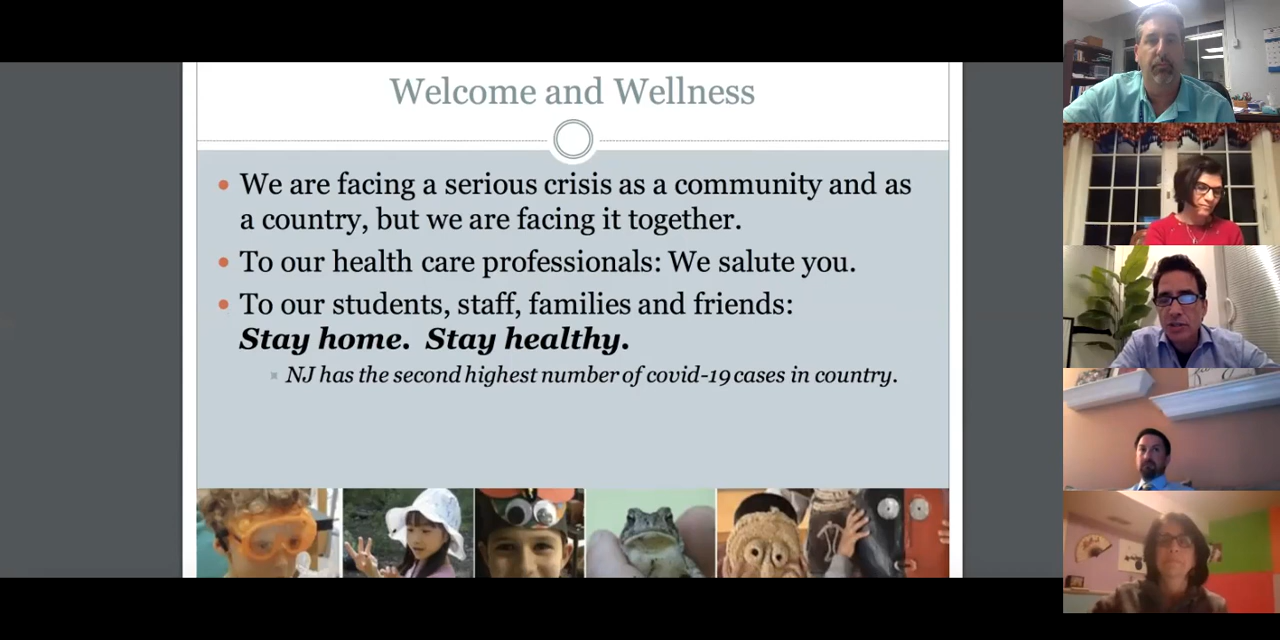 Welcome and Wellness
• We are facing a serious crisis as a community and as
a country, but we are facing it together.
• To our health care professionals: We salute you.
• To our students, staff, families and friends:
Stay home. Stay healthy.
NJ has the second highest number of covid-19 cases in country.